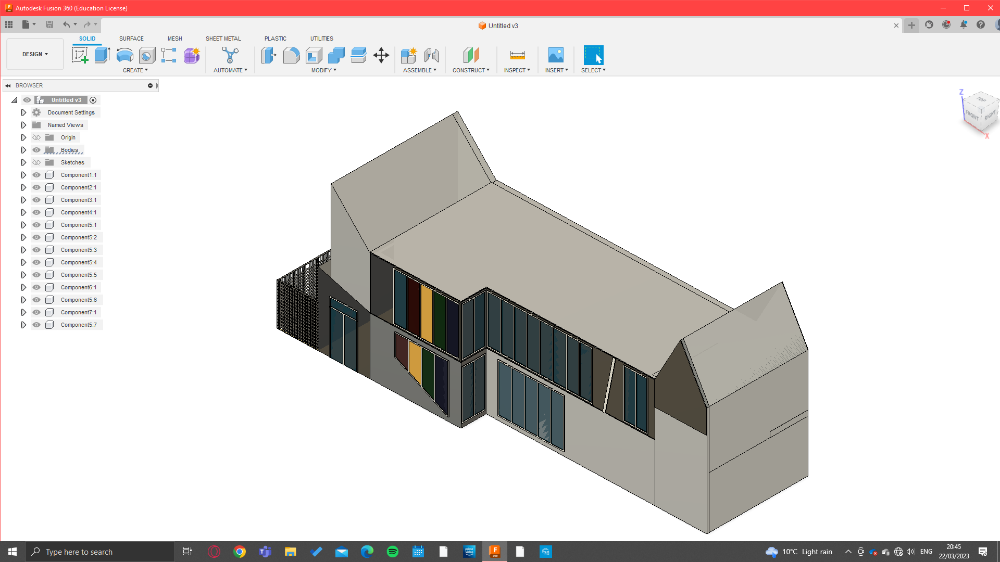 Autodesk Fusion 360 (Education License)
Untitled v3
SOLID SURFACE MESH SHEET METAL PLASTIC UTILITIES
DESIGN
CREATE AUTOMATE MODIFY ASSEMBLE CONSTRUCT INSPECT INSERT SELECT
BROWSER
Untitled v3
Document Settings
Named Views
Origin
Bodies
Sketches
Component1:1
Component2:1
Component3:1
Component4:1
Component5:1
Component5:2
Component5:3
Component5:4
Component5:5
Component6:1
Component5:6
Component7:1
Component5:7
Z
TOP
FRONT
RIGHT
X
Type here to search
prime video
F
360
10°C Light rain
ENG
20:45
22/03/2023